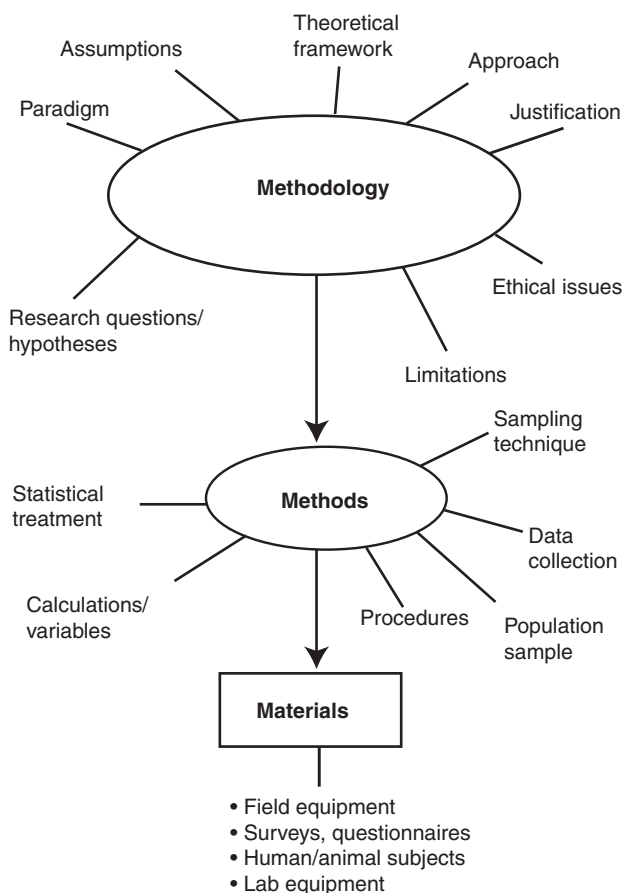 Theoretical
framework
Assumptions
Approach
Paradigm
Justification
Methodology
Ethical issues
Research questions/
hypotheses
Limitations
Sampling
technique
Statistical
treatment
Methods
Data
collection
Calculations/
variables
Procedures
Population
sample
Materials
• Field equipment
• Surveys, questionnaires
• Human/animal subjects
• Lab equipment